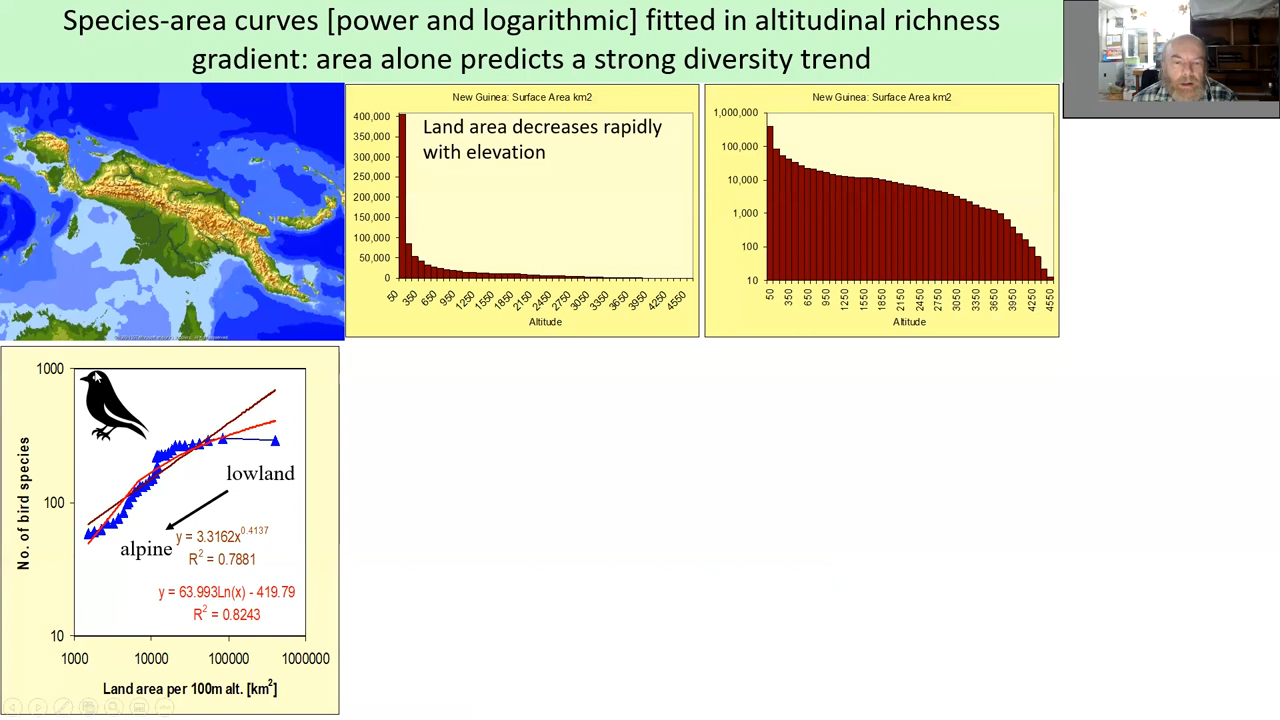 Species-area curves [power and logarithmic] fitted in altitudinal richness
gradient: area alone predicts a strong diversity trend
New Guinea: Surface Area km2
400,000
350,000
300,000
250,000
200,000
150,000
100,000
50,000
0
Land area decreases rapidly
with elevation
50 350 650 950 1250 1550 1850 2150 2450 2750 3050 3350 3650 3950 4250 4550
Altitude
New Guinea: Surface Area km2
1,000,000
100,000
10,000
1,000
100
10
50 350 650 950 1250 1550 1850 2150 2450 2750 3050 3350 3650 3950 4250 4550
Altitude
No. of bird species
1000
100
10
lowland
alpine
y = 3.3162x^0.4137
R² = 0.7881
y = 63.993Ln(x) - 419.79
R² = 0.8243
1000 10000 100000 1000000
Land area per 100m alt. [km²]